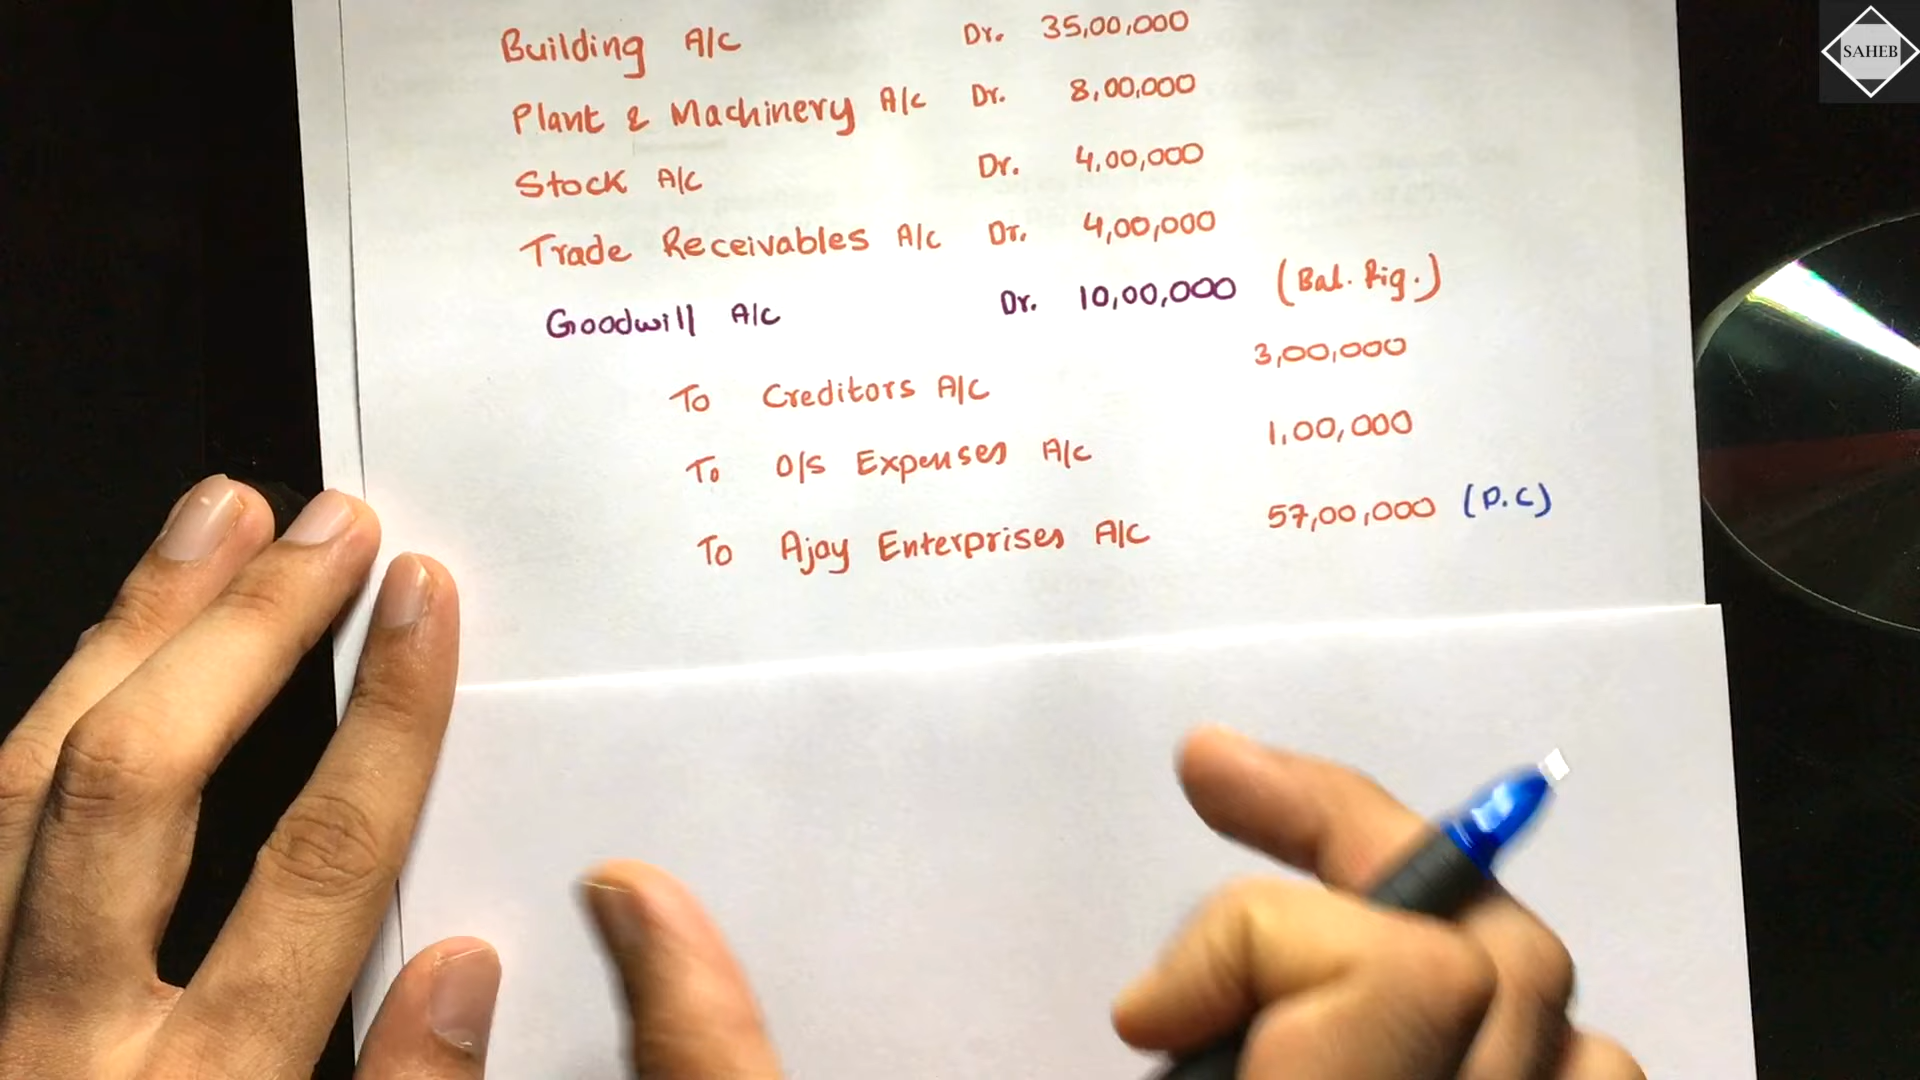 SAHEB
Building A/c Dr. 35,00,000
Plant & Machinery A/c Dr. 8,00,000
Stock A/c Dr. 4,00,000
Trade Receivables A/c Dr. 4,00,000
Goodwill A/c Dr. 10,00,000 (Bal. fig.)
To Creditors A/c 3,00,000
To O/s Expenses A/c 1,00,000
To Ajay Enterprises A/c 57,00,000 (P.C)